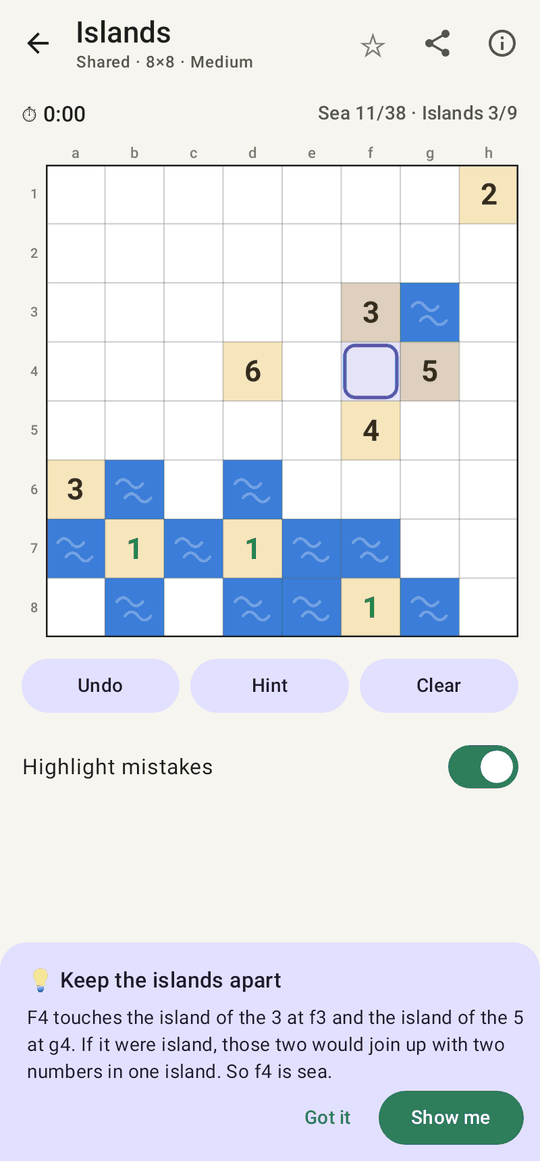 Islands
Shared · 8×8 · Medium
0:00
Sea 11/38 · Islands 3/9
a b c d e f g h
1 2
2
3 3
4 6 5
5 4
6 3
7 1 1
8 1
Undo Hint Clear
Highlight mistakes
Keep the islands apart
F4 touches the island of the 3 at f3 and the island of the 5
at g4. If it were island, those two would join up with two
numbers in one island. So f4 is sea.
Got it Show me